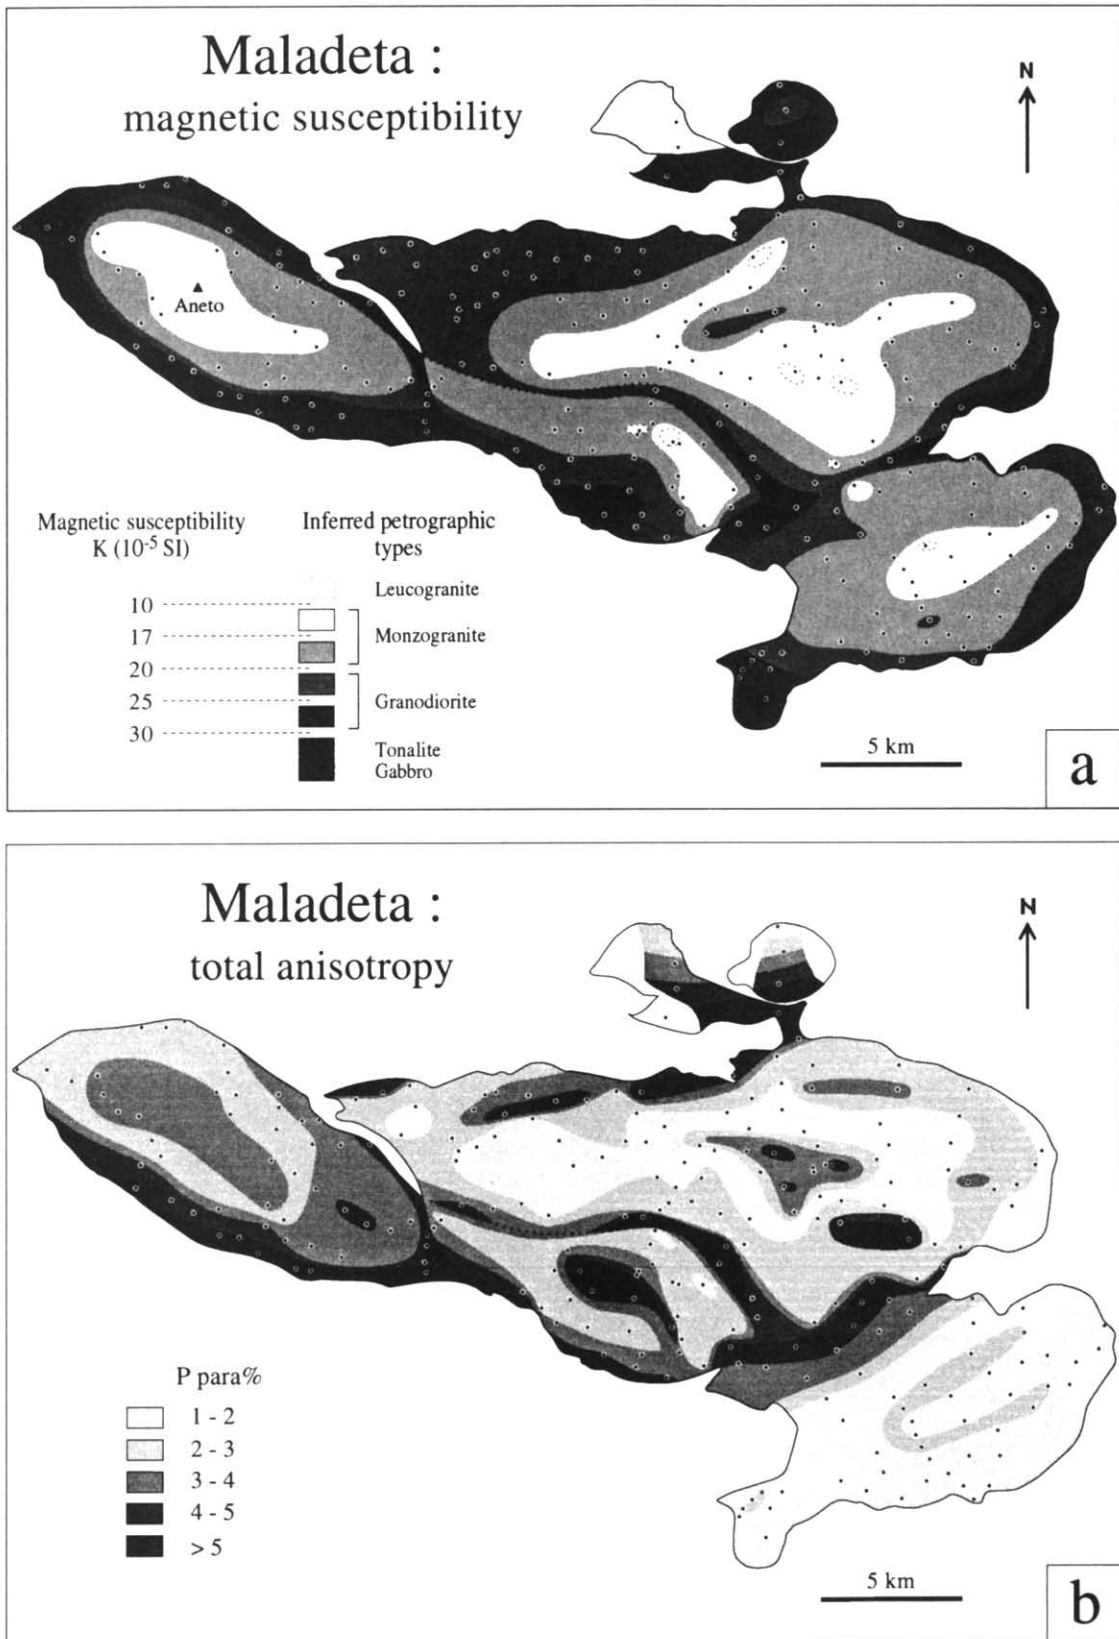 Maladeta :
magnetic susceptibility
N
Aneto
Magnetic susceptibility
K (10⁻⁵ SI)
Inferred petrographic
types
Leucogranite
10
17
Monzogranite
20
25
Granodiorite
30
Tonalite
Gabbro
5 km
a
Maladeta :
total anisotropy
N
P para%
1 - 2
2 - 3
3 - 4
4 - 5
> 5
5 km
b